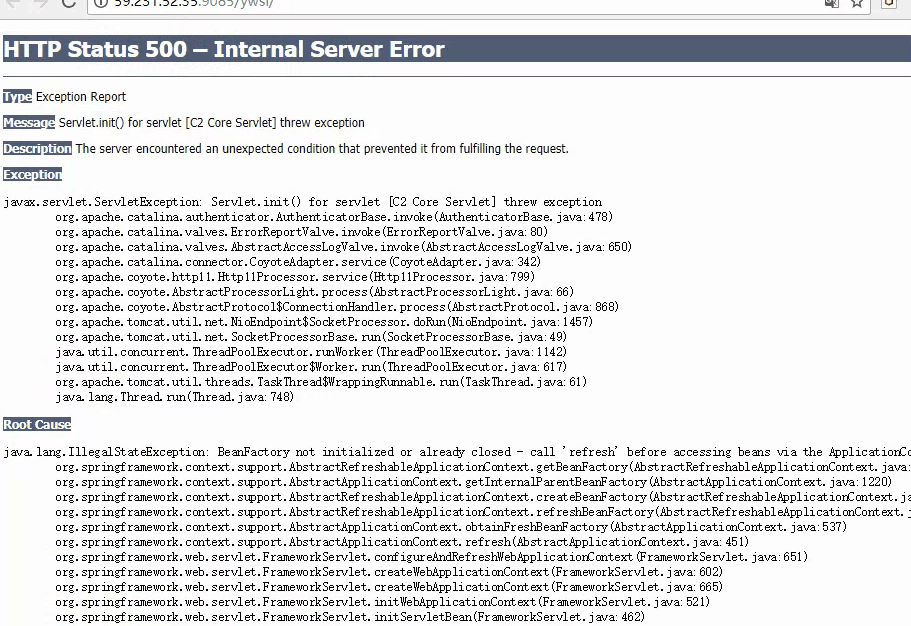 59.231.52.35:9085/ywsl/
HTTP Status 500 – Internal Server Error
Type Exception Report
Message Servlet.init() for servlet [C2 Core Servlet] threw exception
Description The server encountered an unexpected condition that prevented it from fulfilling the request.
Exception
javax.servlet.ServletException: Servlet.init() for servlet [C2 Core Servlet] threw exception
org.apache.catalina.authenticator.AuthenticatorBase.invoke(AuthenticatorBase.java:478)
org.apache.catalina.valves.ErrorReportValve.invoke(ErrorReportValve.java:80)
org.apache.catalina.valves.AbstractAccessLogValve.invoke(AbstractAccessLogValve.java:650)
org.apache.catalina.connector.CoyoteAdapter.service(CoyoteAdapter.java:342)
org.apache.coyote.http11.Http11Processor.service(Http11Processor.java:799)
org.apache.coyote.AbstractProcessorLight.process(AbstractProcessorLight.java:66)
org.apache.coyote.AbstractProtocol$ConnectionHandler.process(AbstractProtocol.java:868)
org.apache.tomcat.util.net.NioEndpoint$SocketProcessor.doRun(NioEndpoint.java:1457)
org.apache.tomcat.util.net.SocketProcessorBase.run(SocketProcessorBase.java:49)
java.util.concurrent.ThreadPoolExecutor.runWorker(ThreadPoolExecutor.java:1142)
java.util.concurrent.ThreadPoolExecutor$Worker.run(ThreadPoolExecutor.java:617)
org.apache.tomcat.util.threads.TaskThread$WrappingRunnable.run(TaskThread.java:61)
java.lang.Thread.run(Thread.java:748)
Root Cause
java.lang.IllegalStateException: BeanFactory not initialized or already closed - call 'refresh' before accessing beans via the ApplicationCo
org.springframework.context.support.AbstractRefreshableApplicationContext.getBeanFactory(AbstractRefreshableApplicationContext.java:
org.springframework.context.support.AbstractApplicationContext.getInternalParentBeanFactory(AbstractApplicationContext.java:1220)
org.springframework.context.support.AbstractRefreshableApplicationContext.createBeanFactory(AbstractRefreshableApplicationContext.ja
org.springframework.context.support.AbstractRefreshableApplicationContext.refreshBeanFactory(AbstractRefreshableApplicationContext.j
org.springframework.context.support.AbstractApplicationContext.obtainFreshBeanFactory(AbstractApplicationContext.java:537)
org.springframework.context.support.AbstractApplicationContext.refresh(AbstractApplicationContext.java:451)
org.springframework.web.servlet.FrameworkServlet.configureAndRefreshWebApplicationContext(FrameworkServlet.java:651)
org.springframework.web.servlet.FrameworkServlet.createWebApplicationContext(FrameworkServlet.java:602)
org.springframework.web.servlet.FrameworkServlet.createWebApplicationContext(FrameworkServlet.java:665)
org.springframework.web.servlet.FrameworkServlet.initWebApplicationContext(FrameworkServlet.java:521)
org.springframework.web.servlet.FrameworkServlet.initServletBean(FrameworkServlet.java:462)